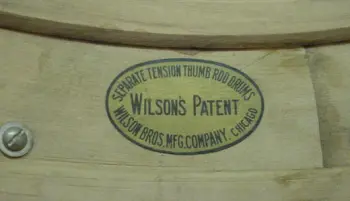 SEPARATE TENSION THUMB ROD DRUMS
WILSON'S PATENT
WILSON BROS. MFG. COMPANY. CHICAGO